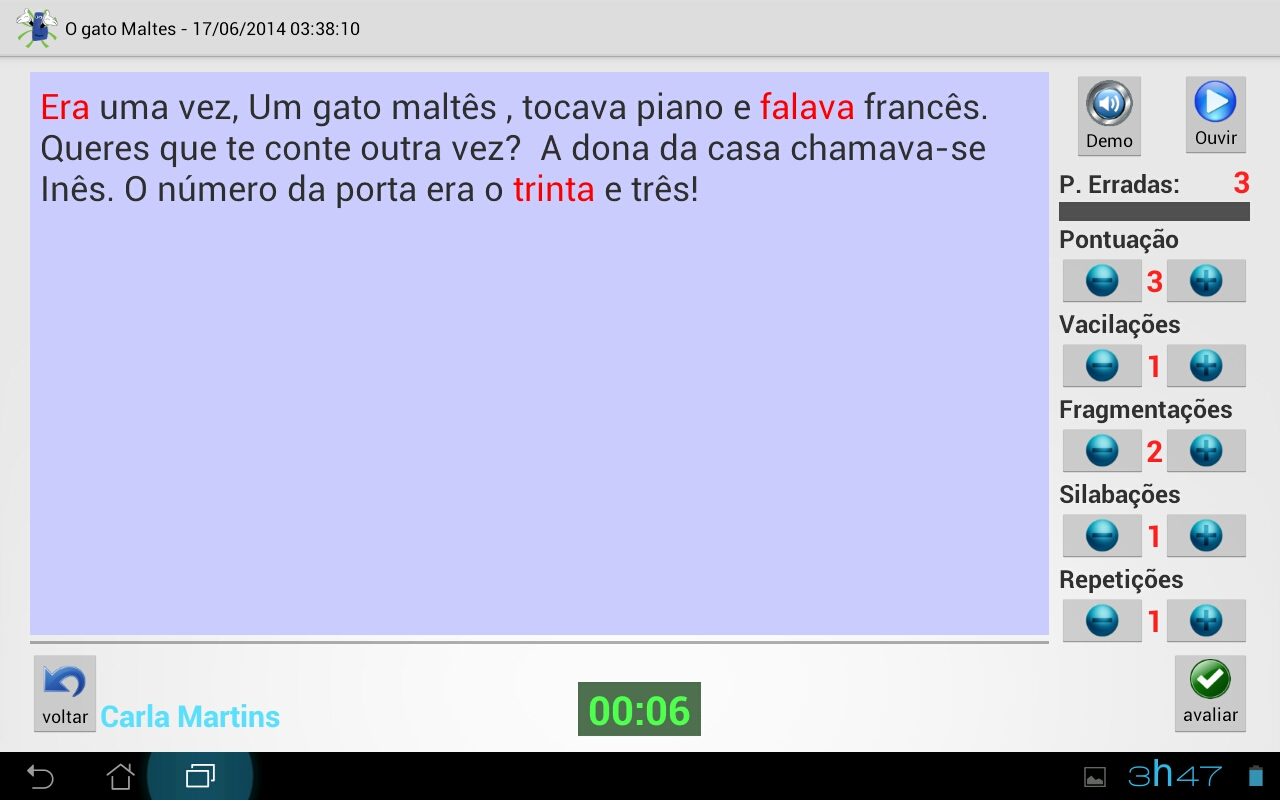 O gato Maltes - 17/06/2014 03:38:10
Era uma vez, Um gato maltês , tocava piano e falava francês.
Queres que te conte outra vez?  A dona da casa chamava-se
Inês. O número da porta era o trinta e três!
Demo
Ouvir
P. Erradas: 3
Pontuação
3
Vacilações
1
Fragmentações
2
Silabações
1
Repetições
1
voltar
Carla Martins
00:06
avaliar
3h47